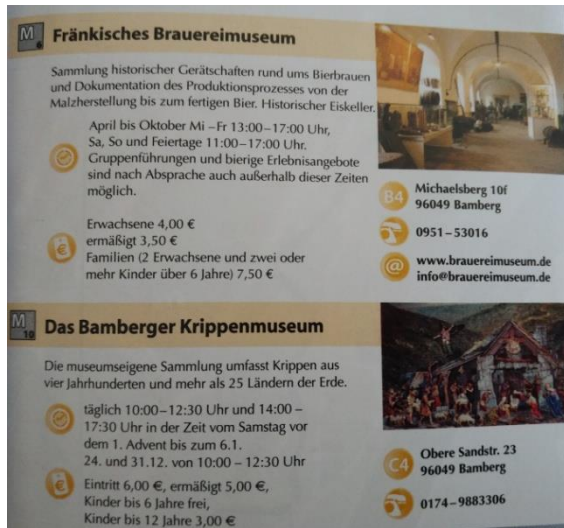 M 6 Fränkisches Brauereimuseum
Sammlung historischer Gerätschaften rund ums Bierbrauen
und Dokumentation des Produktionsprozesses von der
Malzherstellung bis zum fertigen Bier. Historischer Eiskeller.
April bis Oktober Mi –Fr 13:00–17:00 Uhr,
Sa, So und Feiertage 11:00–17:00 Uhr.
Gruppenführungen und bierige Erlebnisangebote
sind nach Absprache auch außerhalb dieser Zeiten
möglich.
Erwachsene 4,00 €
ermäßigt 3,50 €
Familien (2 Erwachsene und zwei oder
mehr Kinder über 6 Jahre) 7,50 €
B4 Michaelsberg 10f
96049 Bamberg
0951–53016
@ www.brauereimuseum.de
info@brauereimuseum.de
M 10 Das Bamberger Krippenmuseum
Die museumseigene Sammlung umfasst Krippen aus
vier Jahrhunderten und mehr als 25 Ländern der Erde.
täglich 10:00–12:30 Uhr und 14:00 –
17:30 Uhr in der Zeit vom Samstag vor
dem 1. Advent bis zum 6.1.
24. und 31.12. von 10:00 – 12:30 Uhr
€ Eintritt 6,00 €, ermäßigt 5,00 €,
Kinder bis 6 Jahre frei,
Kinder bis 12 Jahre 3,00 €
C4 Obere Sandstr. 23
96049 Bamberg
0174–9883306